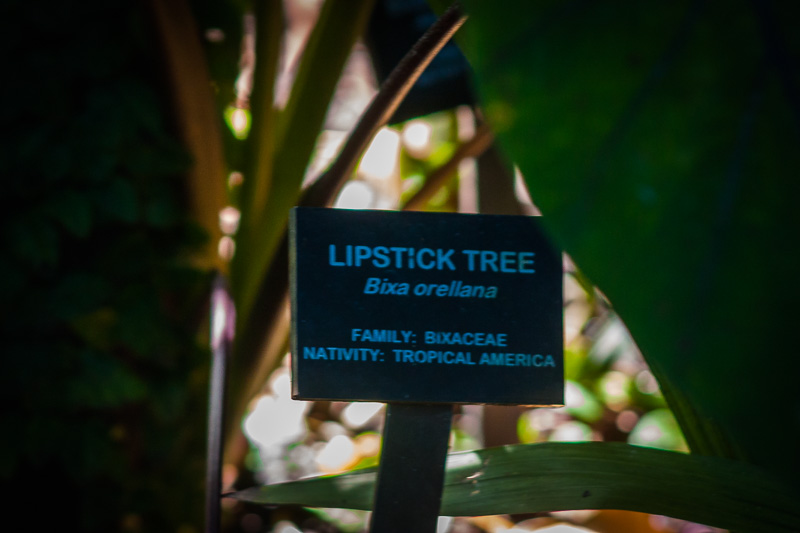 LIPSTICK TREE
Bixa orellana
FAMILY: BIXACEAE
NATIVITY: TROPICAL AMERICA